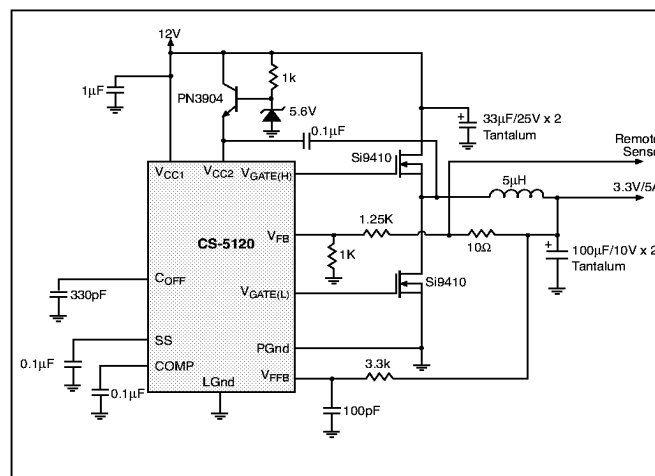 12V
1µF
PN3904
1k
5.6V
0.1µF
33µF/25V x 2
Tantalum
Si9410
Remote
Sense
5µH
3.3V/5A
VCC1
VCC2
VGATE(H)
CS-5120
VFB
1.25K
1K
10Ω
100µF/10V x 2
Tantalum
COFF
330pF
VGATE(L)
Si9410
SS
0.1µF
PGnd
COMP
0.1µF
LGnd
VFFB
3.3k
100pF